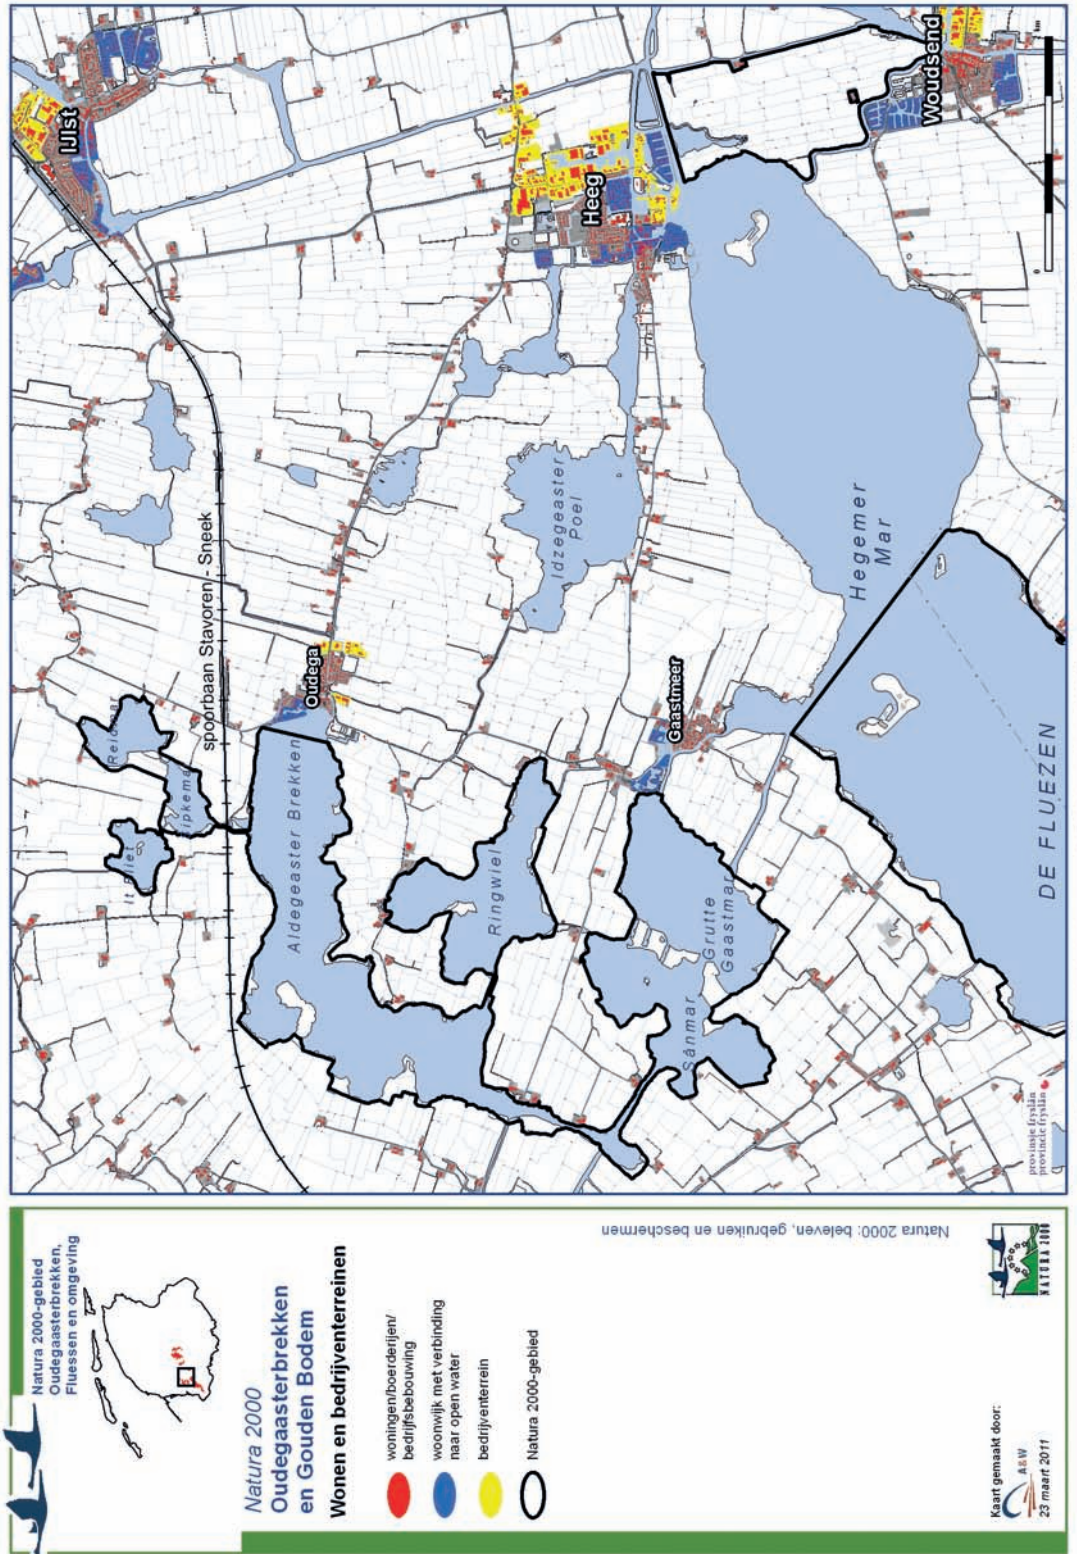 Natura 2000-gebied
Oudegaasterbrekken,
Fluessen en omgeving
Natura 2000
Oudegaasterbrekken
en Gouden Bodem
Wonen en bedrijventerreinen
woningen/boerderijen/
bedrijfsbebouwing
woonwijk met verbinding
naar open water
bedrijventerrein
Natura 2000-gebied
Kaart gemaakt door:
A&W
23 maart 2011
Natura 2000: beleven, gebruiken en beschermen
NATURA 2000
IJlst
spoorbaan Stavoren - Sneek
Aldegeaster Brekken
Oudega
Ringwiel
Idzegeaster
Poel
Heeg
Grutte
Gaastmar
Sânmar
Gaastmeer
Hegemer
Mar
Woudsend
DE FLUEZEN
0
km
provinsje fryslân
provincie fryslân